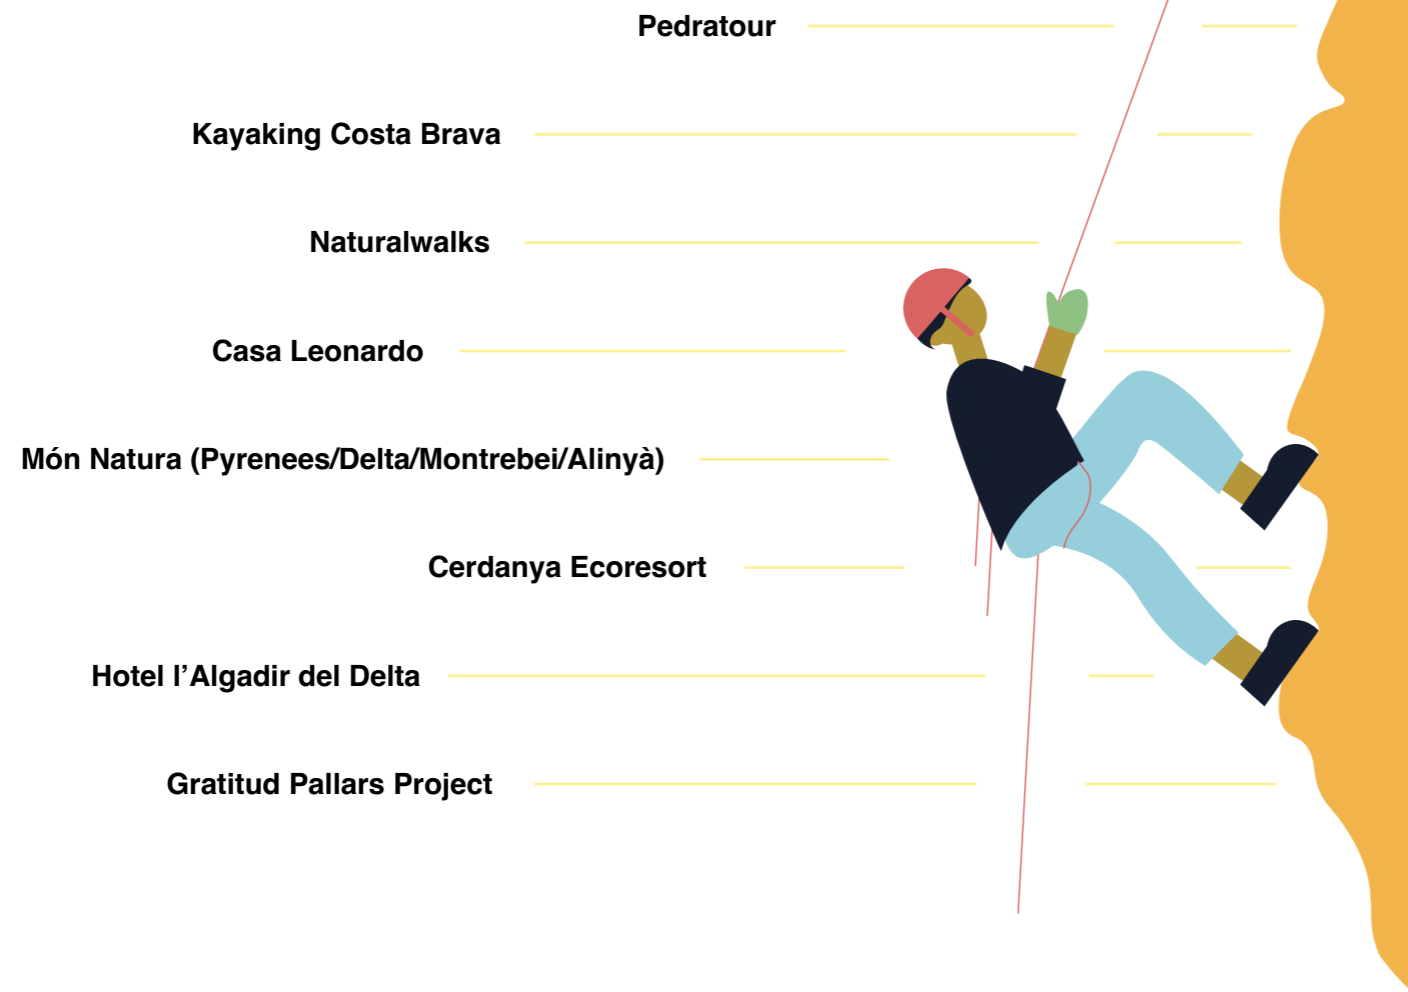 Pedratour
Kayaking Costa Brava
Naturalwalks
Casa Leonardo
Món Natura (Pyrenees/Delta/Montrebei/Alinyà)
Cerdanya Ecoresort
Hotel l’Algadir del Delta
Gratitud Pallars Project